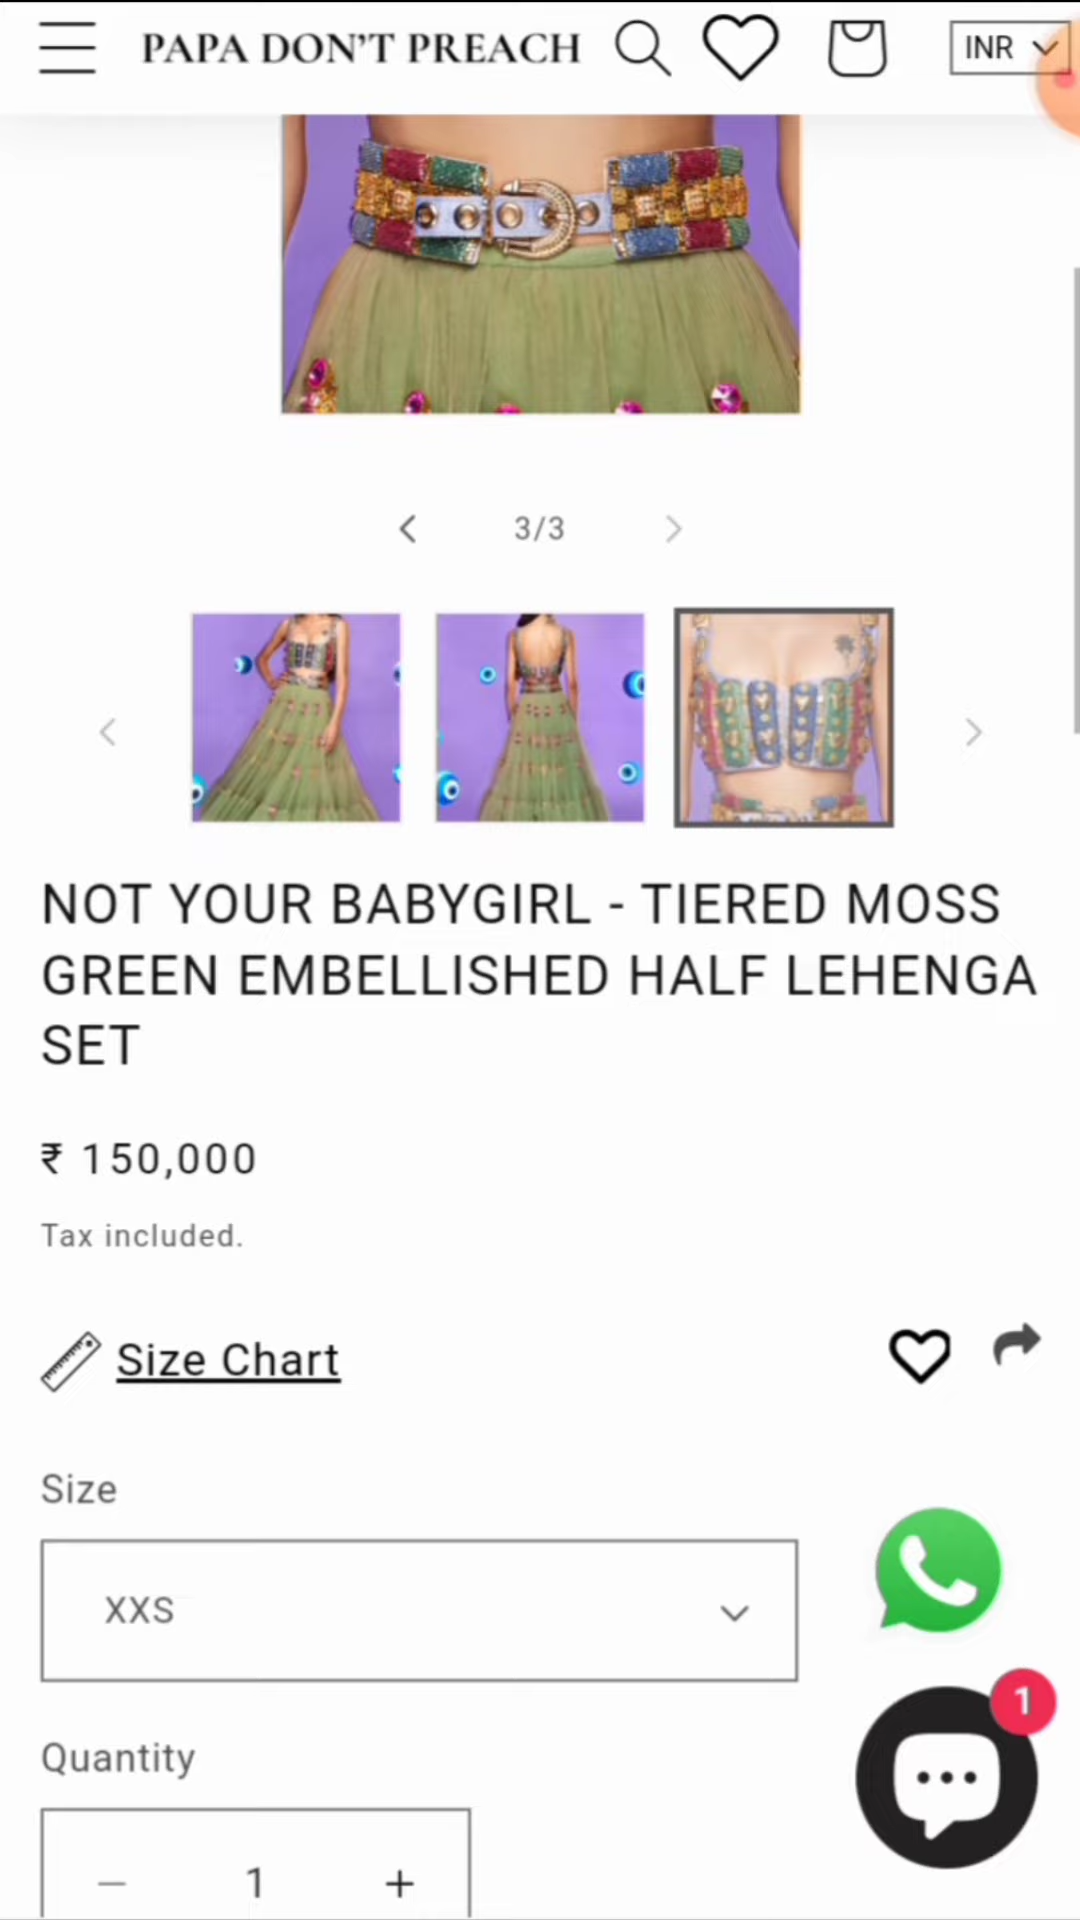 PAPA DON'T PREACH
INR
3/3
NOT YOUR BABYGIRL - TIERED MOSS
GREEN EMBELLISHED HALF LEHENGA
SET
₹ 150,000
Tax included.
Size Chart
Size
XXS
1
Quantity
1